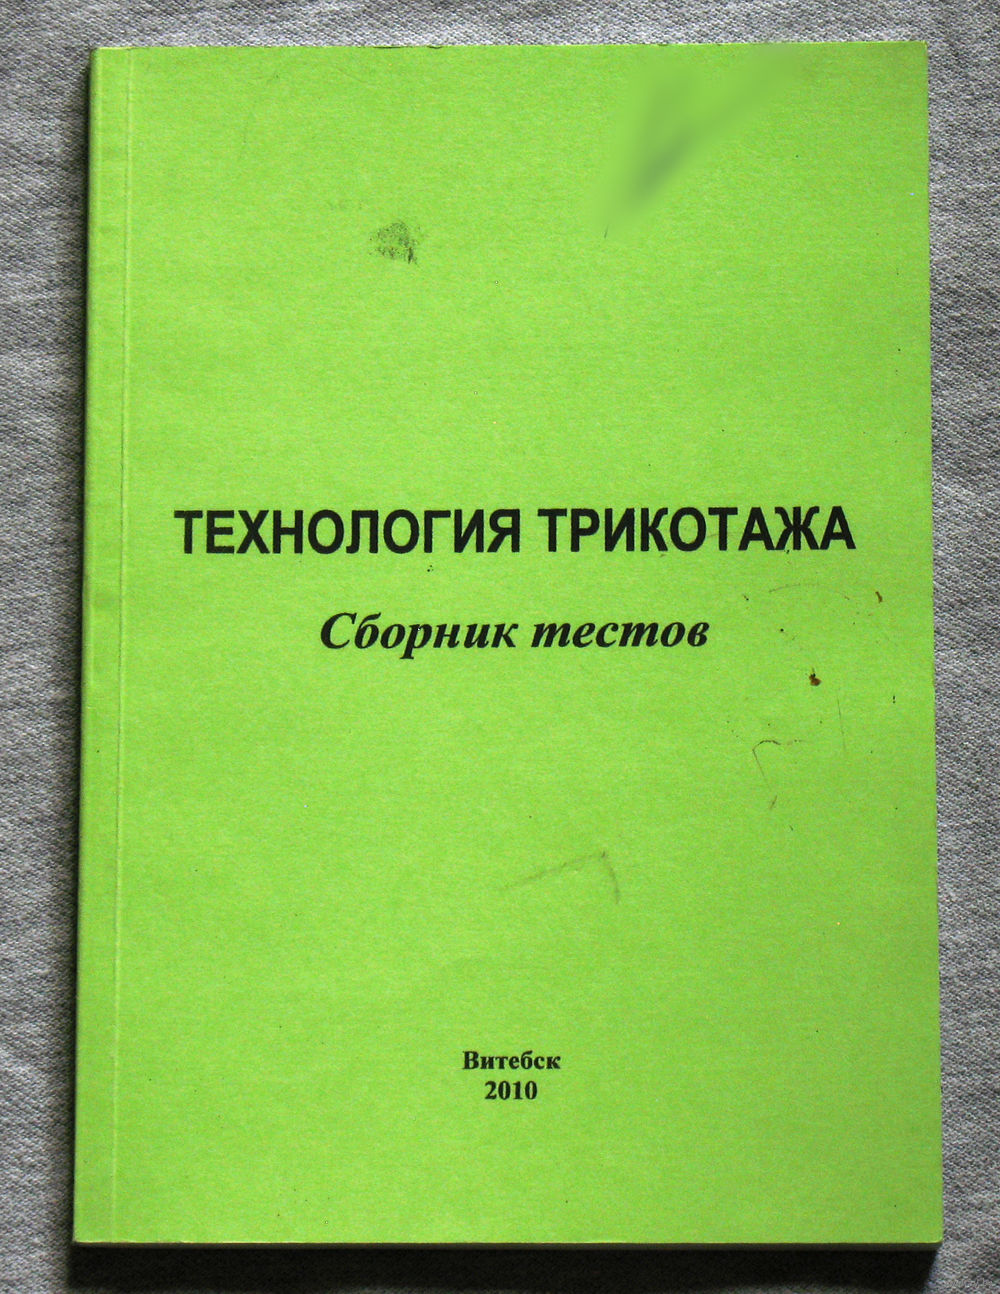 ТЕХНОЛОГИЯ ТРИКОТАЖА
Сборник тестов
Витебск
2010